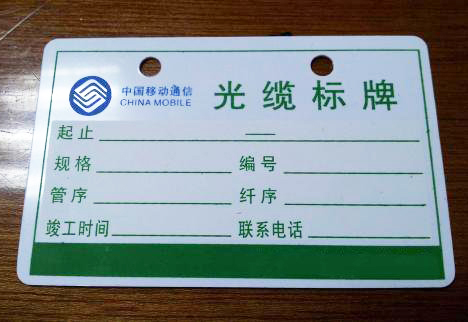 中国移动通信
CHINA MOBILE
光缆标牌
起止 —
规格 编号
管序 纤序
竣工时间 联系电话